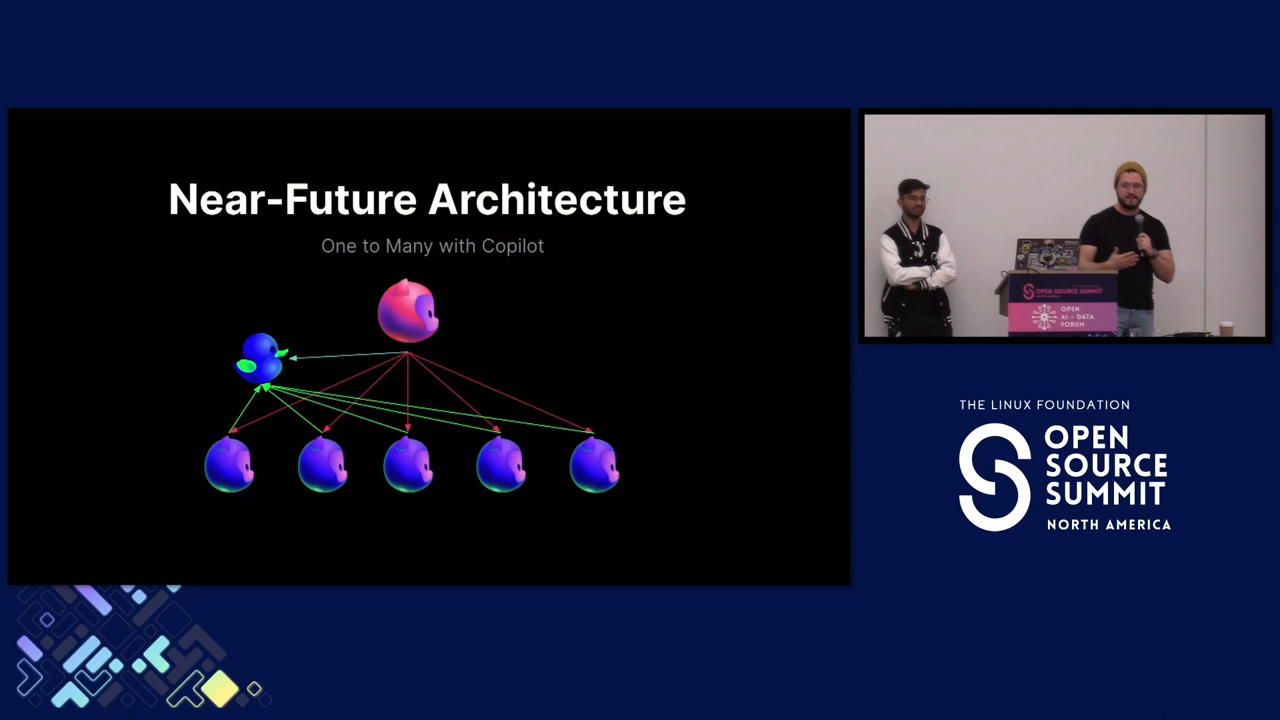 Near-Future Architecture
One to Many with Copilot
OPEN SOURCE SUMMIT
OPEN
AI + DATA
FORUM
THE LINUX FOUNDATION
OPEN
SOURCE
SUMMIT
NORTH AMERICA